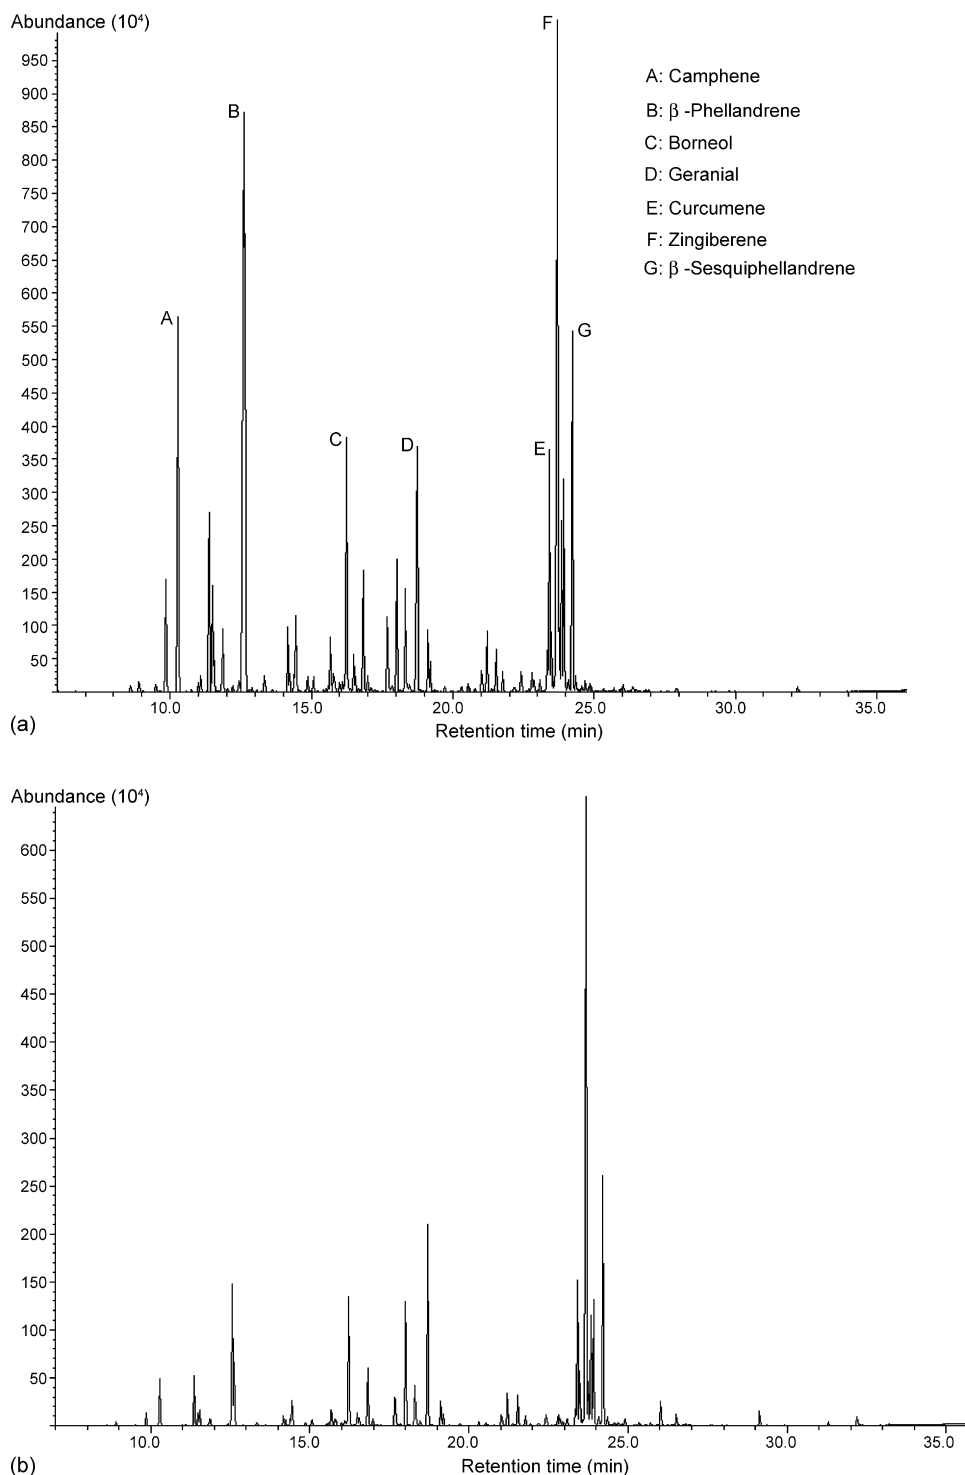 Abundance (10⁴)
F
950
A: Camphene
900
B
B: β -Phellandrene
850
C: Borneol
800
D: Geranial
750
E: Curcumene
700
F: Zingiberene
650
G: β -Sesquiphellandrene
600
A
550
G
500
450
C
D
E
400
350
300
250
200
150
100
50
10.0 15.0 20.0 25.0 30.0 35.0
(a)
Retention time (min)
Abundance (10⁴)
600
550
500
450
400
350
300
250
200
150
100
50
10.0 15.0 20.0 25.0 30.0 35.0
(b)
Retention time (min)